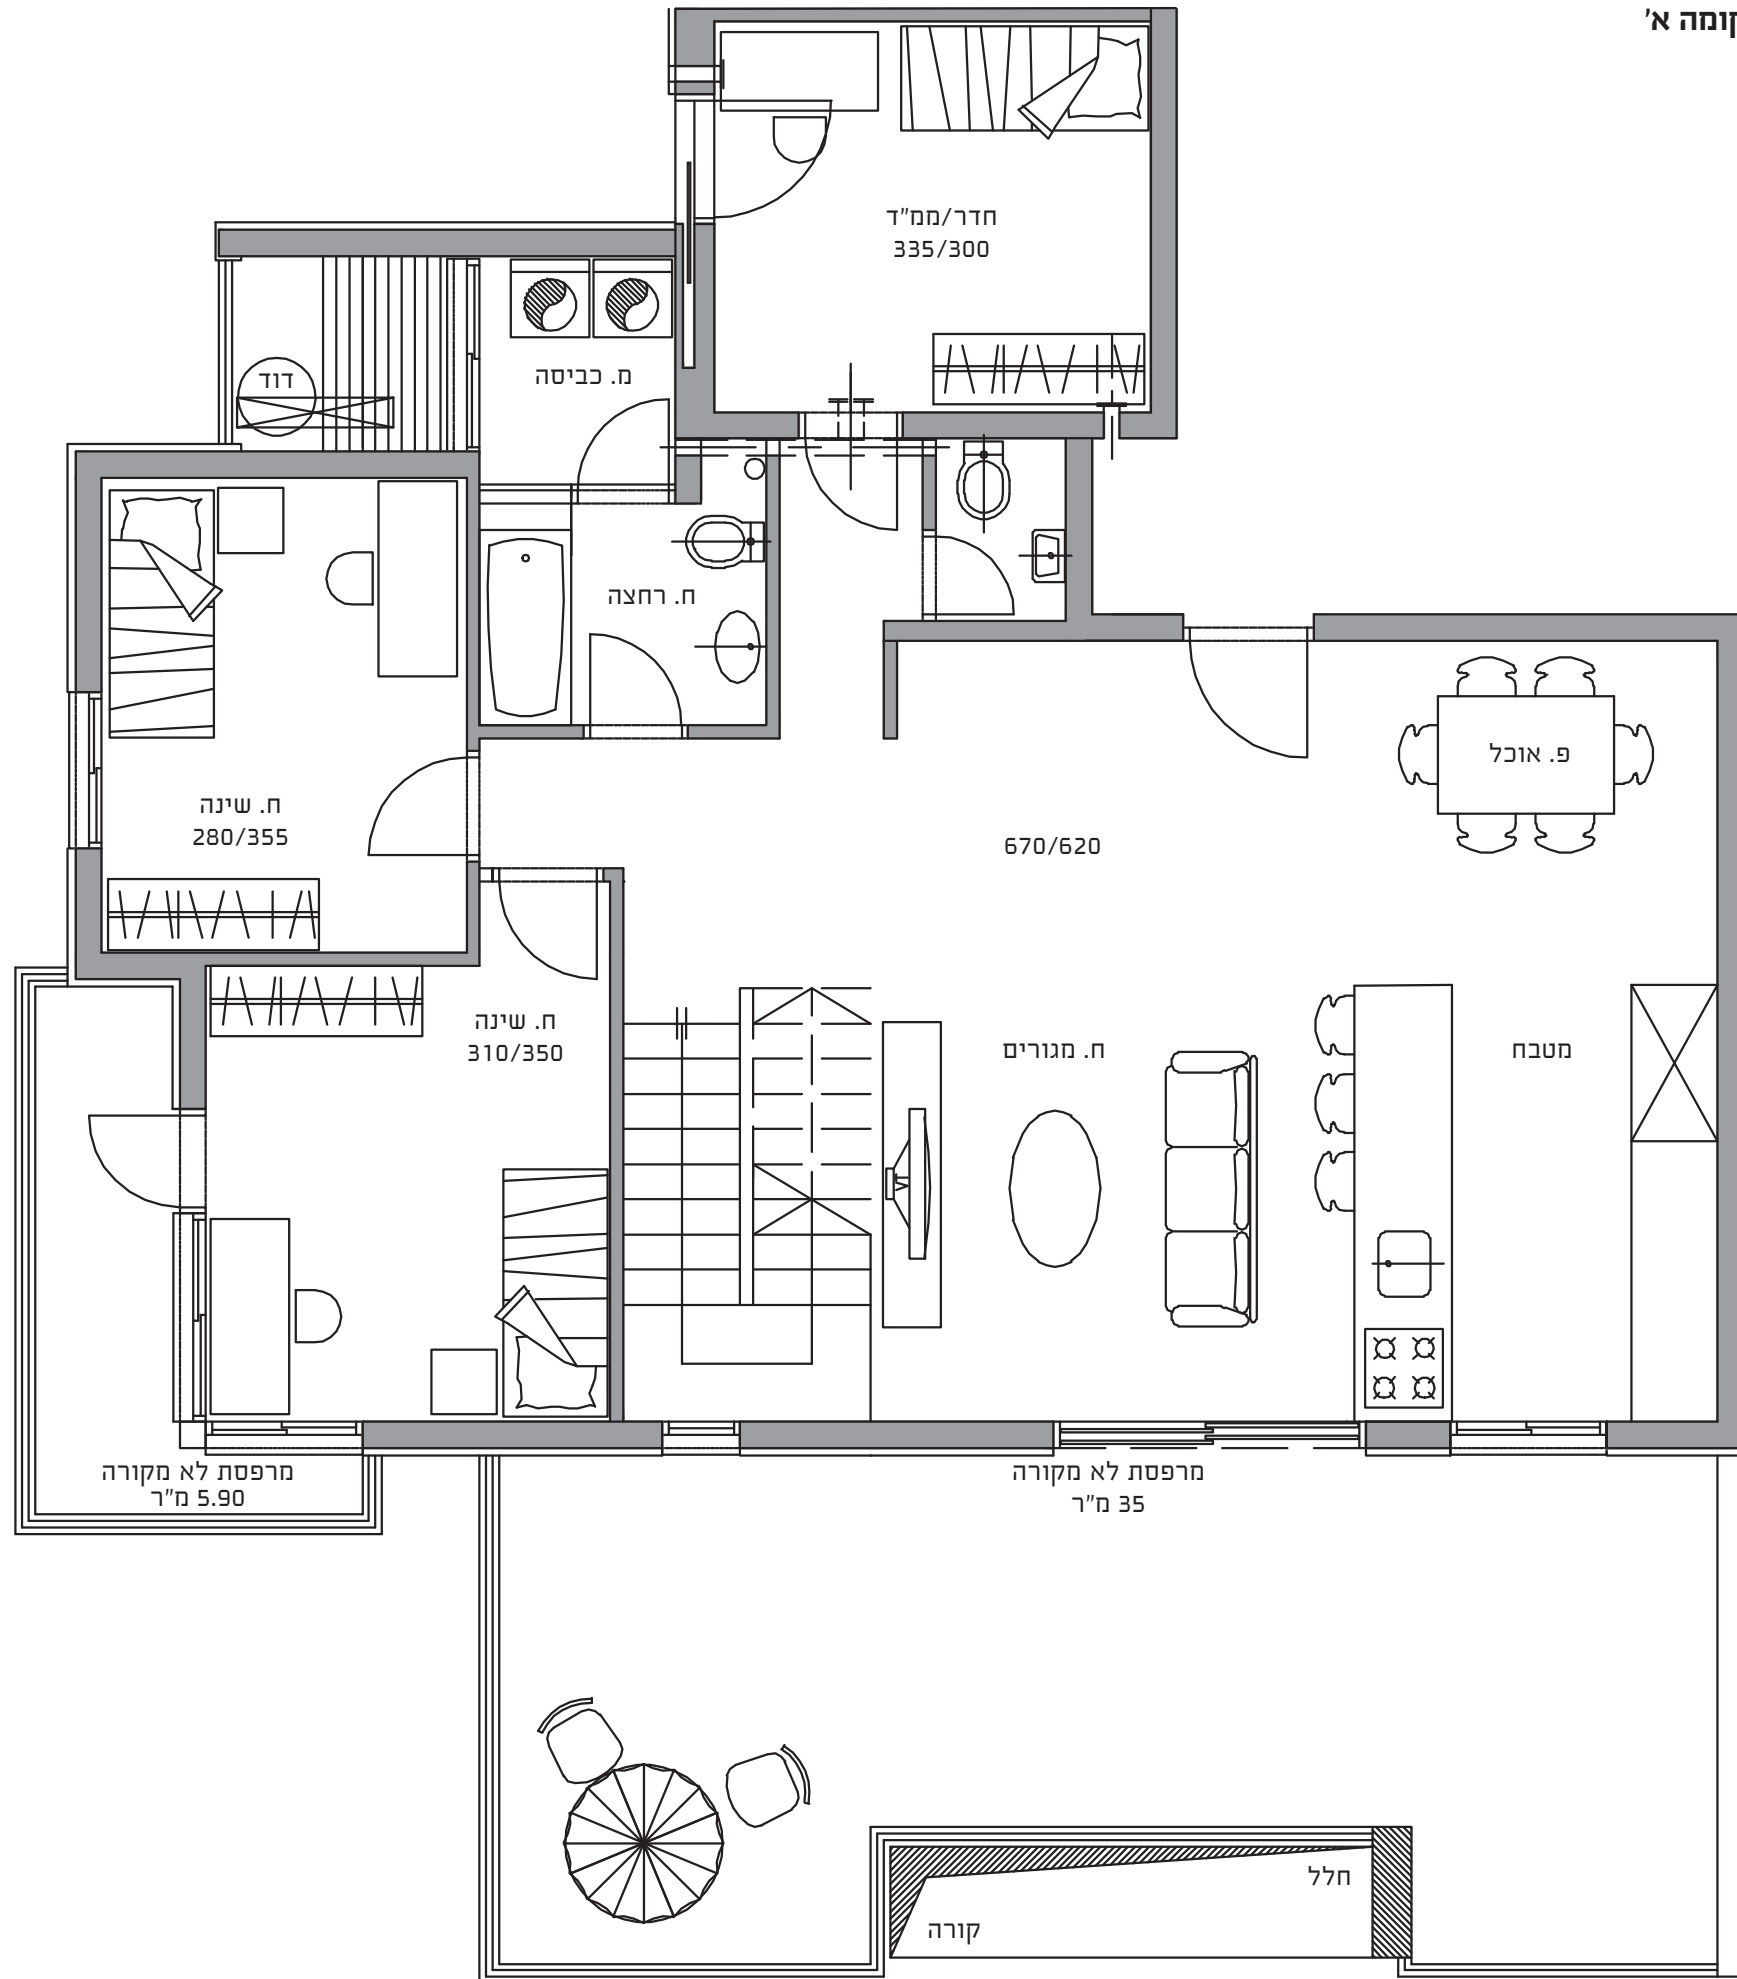 קומה א'
חדר/ממ"ד
335/300
מ. כביסה
דוד
ח. רחצה
פ. אוכל
ח. שינה
280/355
670/620
ח. שינה
310/350
ח. מגורים
מטבח
מרפסת לא מקורה
5.90 מ"ר
מרפסת לא מקורה
35 מ"ר
חלל
קורה